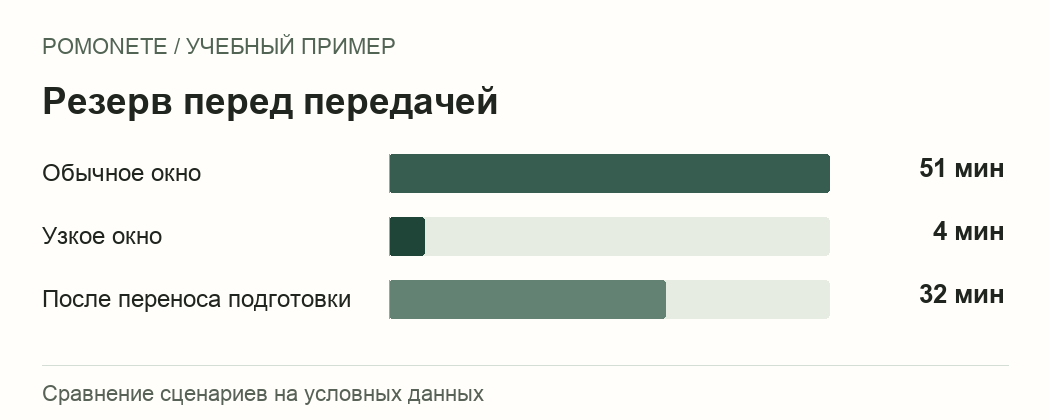 POMONETE / УЧЕБНЫЙ ПРИМЕР
Резерв перед передачей
Обычное окно 51 мин
Узкое окно 4 мин
После переноса подготовки 32 мин
Сравнение сценариев на условных данных